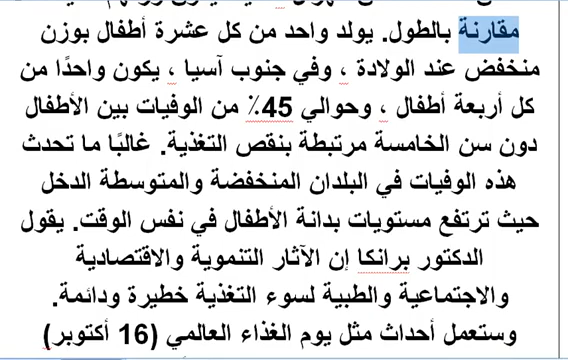 مقارنة بالطول. يولد واحد من كل عشرة أطفال بوزن
منخفض عند الولادة ، وفي جنوب آسيا ، يكون واحدًا من
كل أربعة أطفال ، وحوالي 45٪ من الوفيات بين الأطفال
دون سن الخامسة مرتبطة بنقص التغذية. غالبًا ما تحدث
هذه الوفيات في البلدان المنخفضة والمتوسطة الدخل
حيث ترتفع مستويات بدانة الأطفال في نفس الوقت. يقول
الدكتور برانكا إن الآثار التنموية والاقتصادية
والاجتماعية والطبية لسوء التغذية خطيرة ودائمة.
وستعمل أحداث مثل يوم الغذاء العالمي (16 أكتوبر)